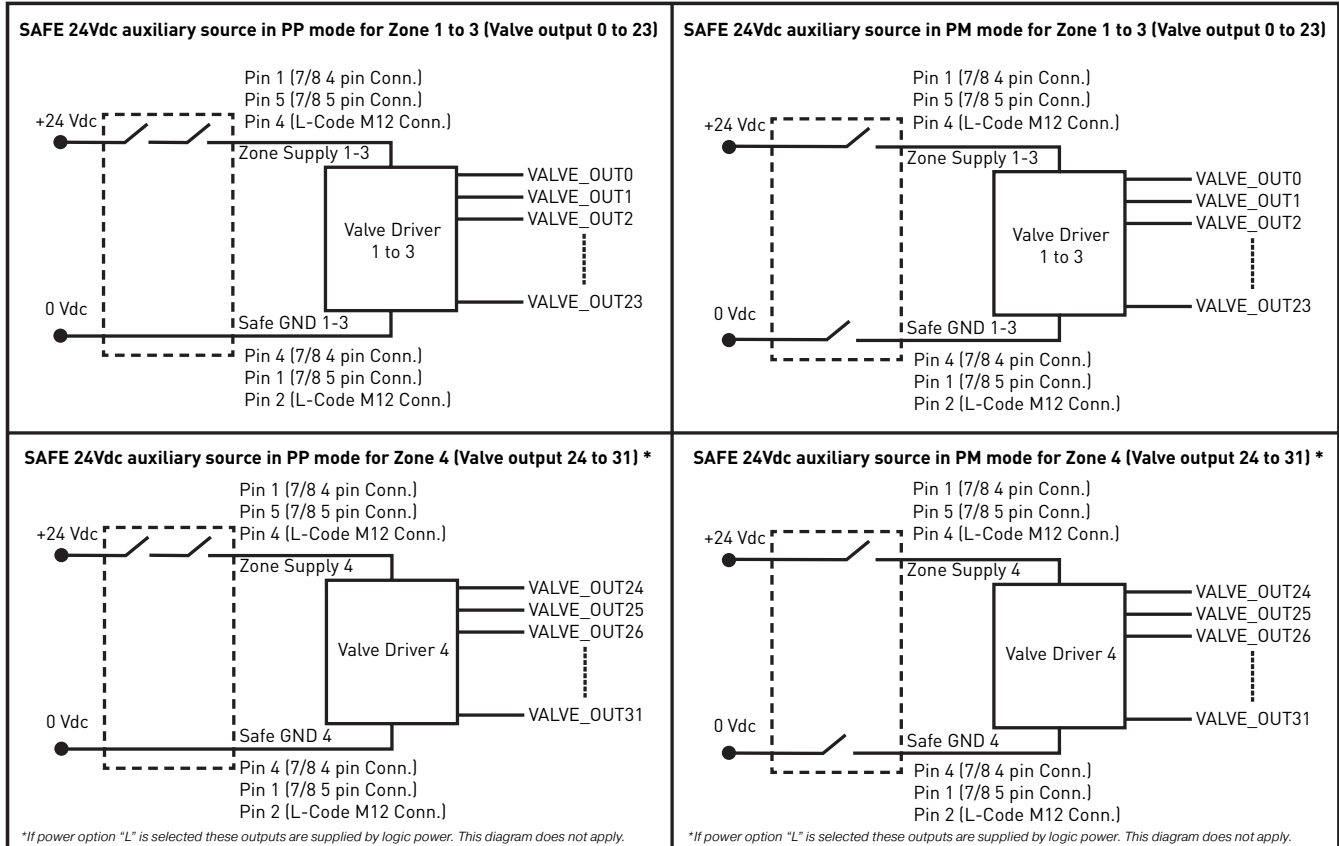 SAFE 24Vdc auxiliary source in PP mode for Zone 1 to 3 (Valve output 0 to 23)
Pin 1 (7/8 4 pin Conn.)
Pin 5 (7/8 5 pin Conn.)
+24 Vdc
Pin 4 (L-Code M12 Conn.)
Zone Supply 1-3
VALVE_OUT0
VALVE_OUT1
VALVE_OUT2
Valve Driver
1 to 3
VALVE_OUT23
0 Vdc
Safe GND 1-3
Pin 4 (7/8 4 pin Conn.)
Pin 1 (7/8 5 pin Conn.)
Pin 2 (L-Code M12 Conn.)
SAFE 24Vdc auxiliary source in PM mode for Zone 1 to 3 (Valve output 0 to 23)
Pin 1 (7/8 4 pin Conn.)
Pin 5 (7/8 5 pin Conn.)
+24 Vdc
Pin 4 (L-Code M12 Conn.)
Zone Supply 1-3
VALVE_OUT0
VALVE_OUT1
VALVE_OUT2
Valve Driver
1 to 3
VALVE_OUT23
0 Vdc
Safe GND 1-3
Pin 4 (7/8 4 pin Conn.)
Pin 1 (7/8 5 pin Conn.)
Pin 2 (L-Code M12 Conn.)
SAFE 24Vdc auxiliary source in PP mode for Zone 4 (Valve output 24 to 31) *
Pin 1 (7/8 4 pin Conn.)
Pin 5 (7/8 5 pin Conn.)
+24 Vdc
Pin 4 (L-Code M12 Conn.)
Zone Supply 4
VALVE_OUT24
VALVE_OUT25
VALVE_OUT26
Valve Driver 4
VALVE_OUT31
0 Vdc
Safe GND 4
Pin 4 (7/8 4 pin Conn.)
Pin 1 (7/8 5 pin Conn.)
Pin 2 (L-Code M12 Conn.)
*If power option "L" is selected these outputs are supplied by logic power. This diagram does not apply.
SAFE 24Vdc auxiliary source in PM mode for Zone 4 (Valve output 24 to 31) *
Pin 1 (7/8 4 pin Conn.)
Pin 5 (7/8 5 pin Conn.)
+24 Vdc
Pin 4 (L-Code M12 Conn.)
Zone Supply 4
VALVE_OUT24
VALVE_OUT25
VALVE_OUT26
Valve Driver 4
VALVE_OUT31
0 Vdc
Safe GND 4
Pin 4 (7/8 4 pin Conn.)
Pin 1 (7/8 5 pin Conn.)
Pin 2 (L-Code M12 Conn.)
*If power option "L" is selected these outputs are supplied by logic power. This diagram does not apply.